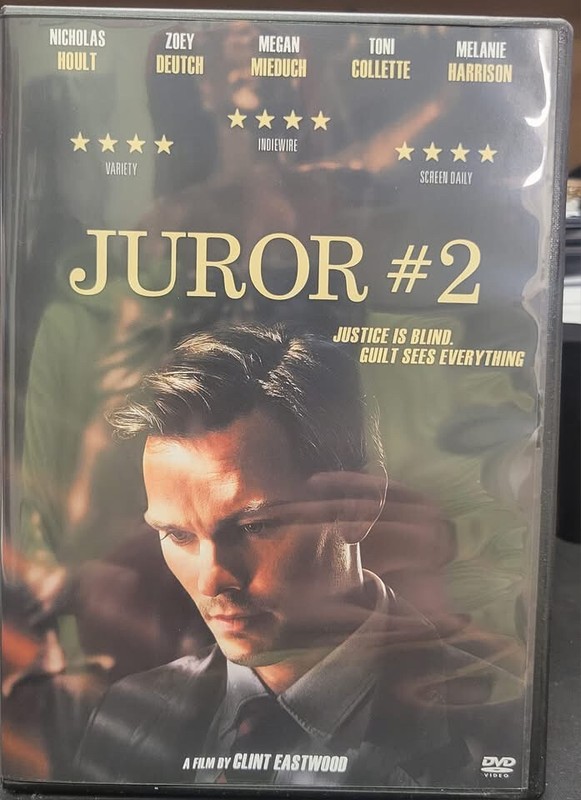 NICHOLAS HOULT
ZOEY DEUTCH
MEGAN MIEDUCH
TONI COLLETTE
MELANIE HARRISON
VARIETY
INDIEWIRE
SCREEN DAILY
JUROR #2
JUSTICE IS BLIND.
GUILT SEES EVERYTHING
A FILM BY CLINT EASTWOOD
DVD
VIDEO